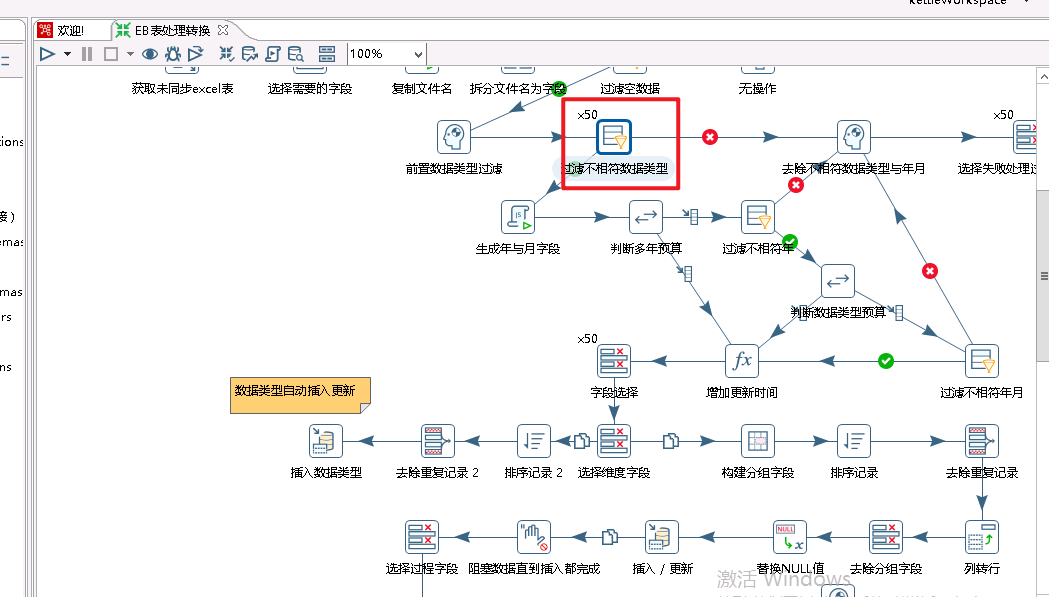 kettleWorkspace
欢迎!
EB表处理转换
100%
获取未同步excel表
选择需要的字段
复制文件名
拆分文件名为字段
过滤空数据
无操作
x50
x50
前置数据类型过滤
过滤不相符数据类型
去除不相符数据类型与年月
选择失败处理过
tions
JS
生成年与月字段
判断多年预算
过滤不相符年
接）
emas
mas
rs
判断数据类型预算
x50
fx
字段选择
增加更新时间
过滤不相符年月
ns
数据类型自动插入更新
插入数据类型
去除重复记录 2
排序记录 2
选择维度字段
构建分组字段
排序记录
去除重复记录
NULL
x
选择过程字段
阻塞数据直到插入都完成
插入 / 更新
替换NULL值
去除分组字段
列转行
激活 Windows